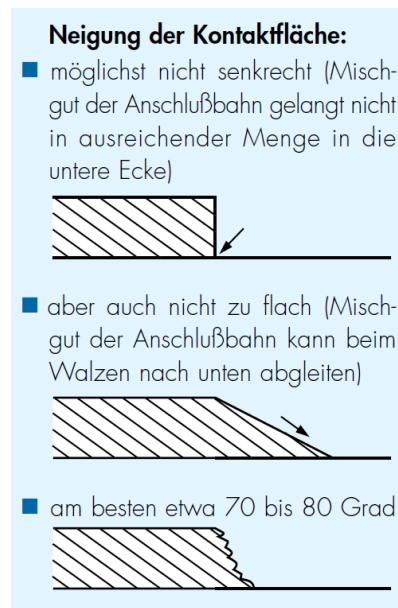 Neigung der Kontaktfläche:
■ möglichst nicht senkrecht (Misch-
gut der Anschlußbahn gelangt nicht
in ausreichender Menge in die
untere Ecke)
■ aber auch nicht zu flach (Misch-
gut der Anschlußbahn kann beim
Walzen nach unten abgleiten)
■ am besten etwa 70 bis 80 Grad